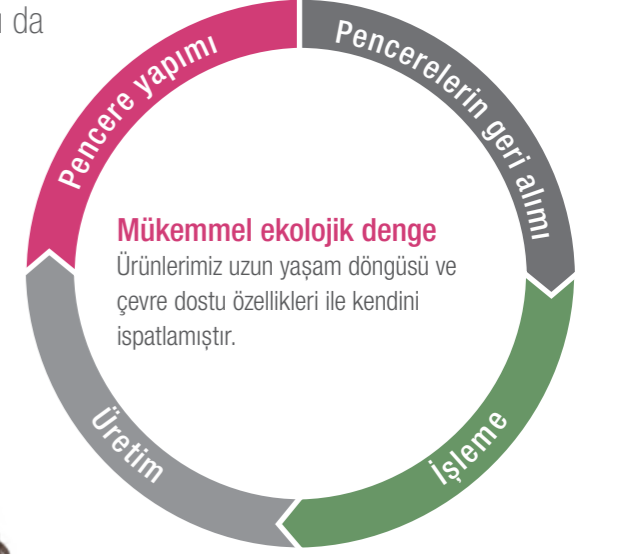 da
Pencere yapımı
Pencerelerin geri alımı
Mükemmel ekolojik denge
Ürünlerimiz uzun yaşam döngüsü ve
çevre dostu özellikleri ile kendini
ispatlamıştır.
Üretim
İşleme